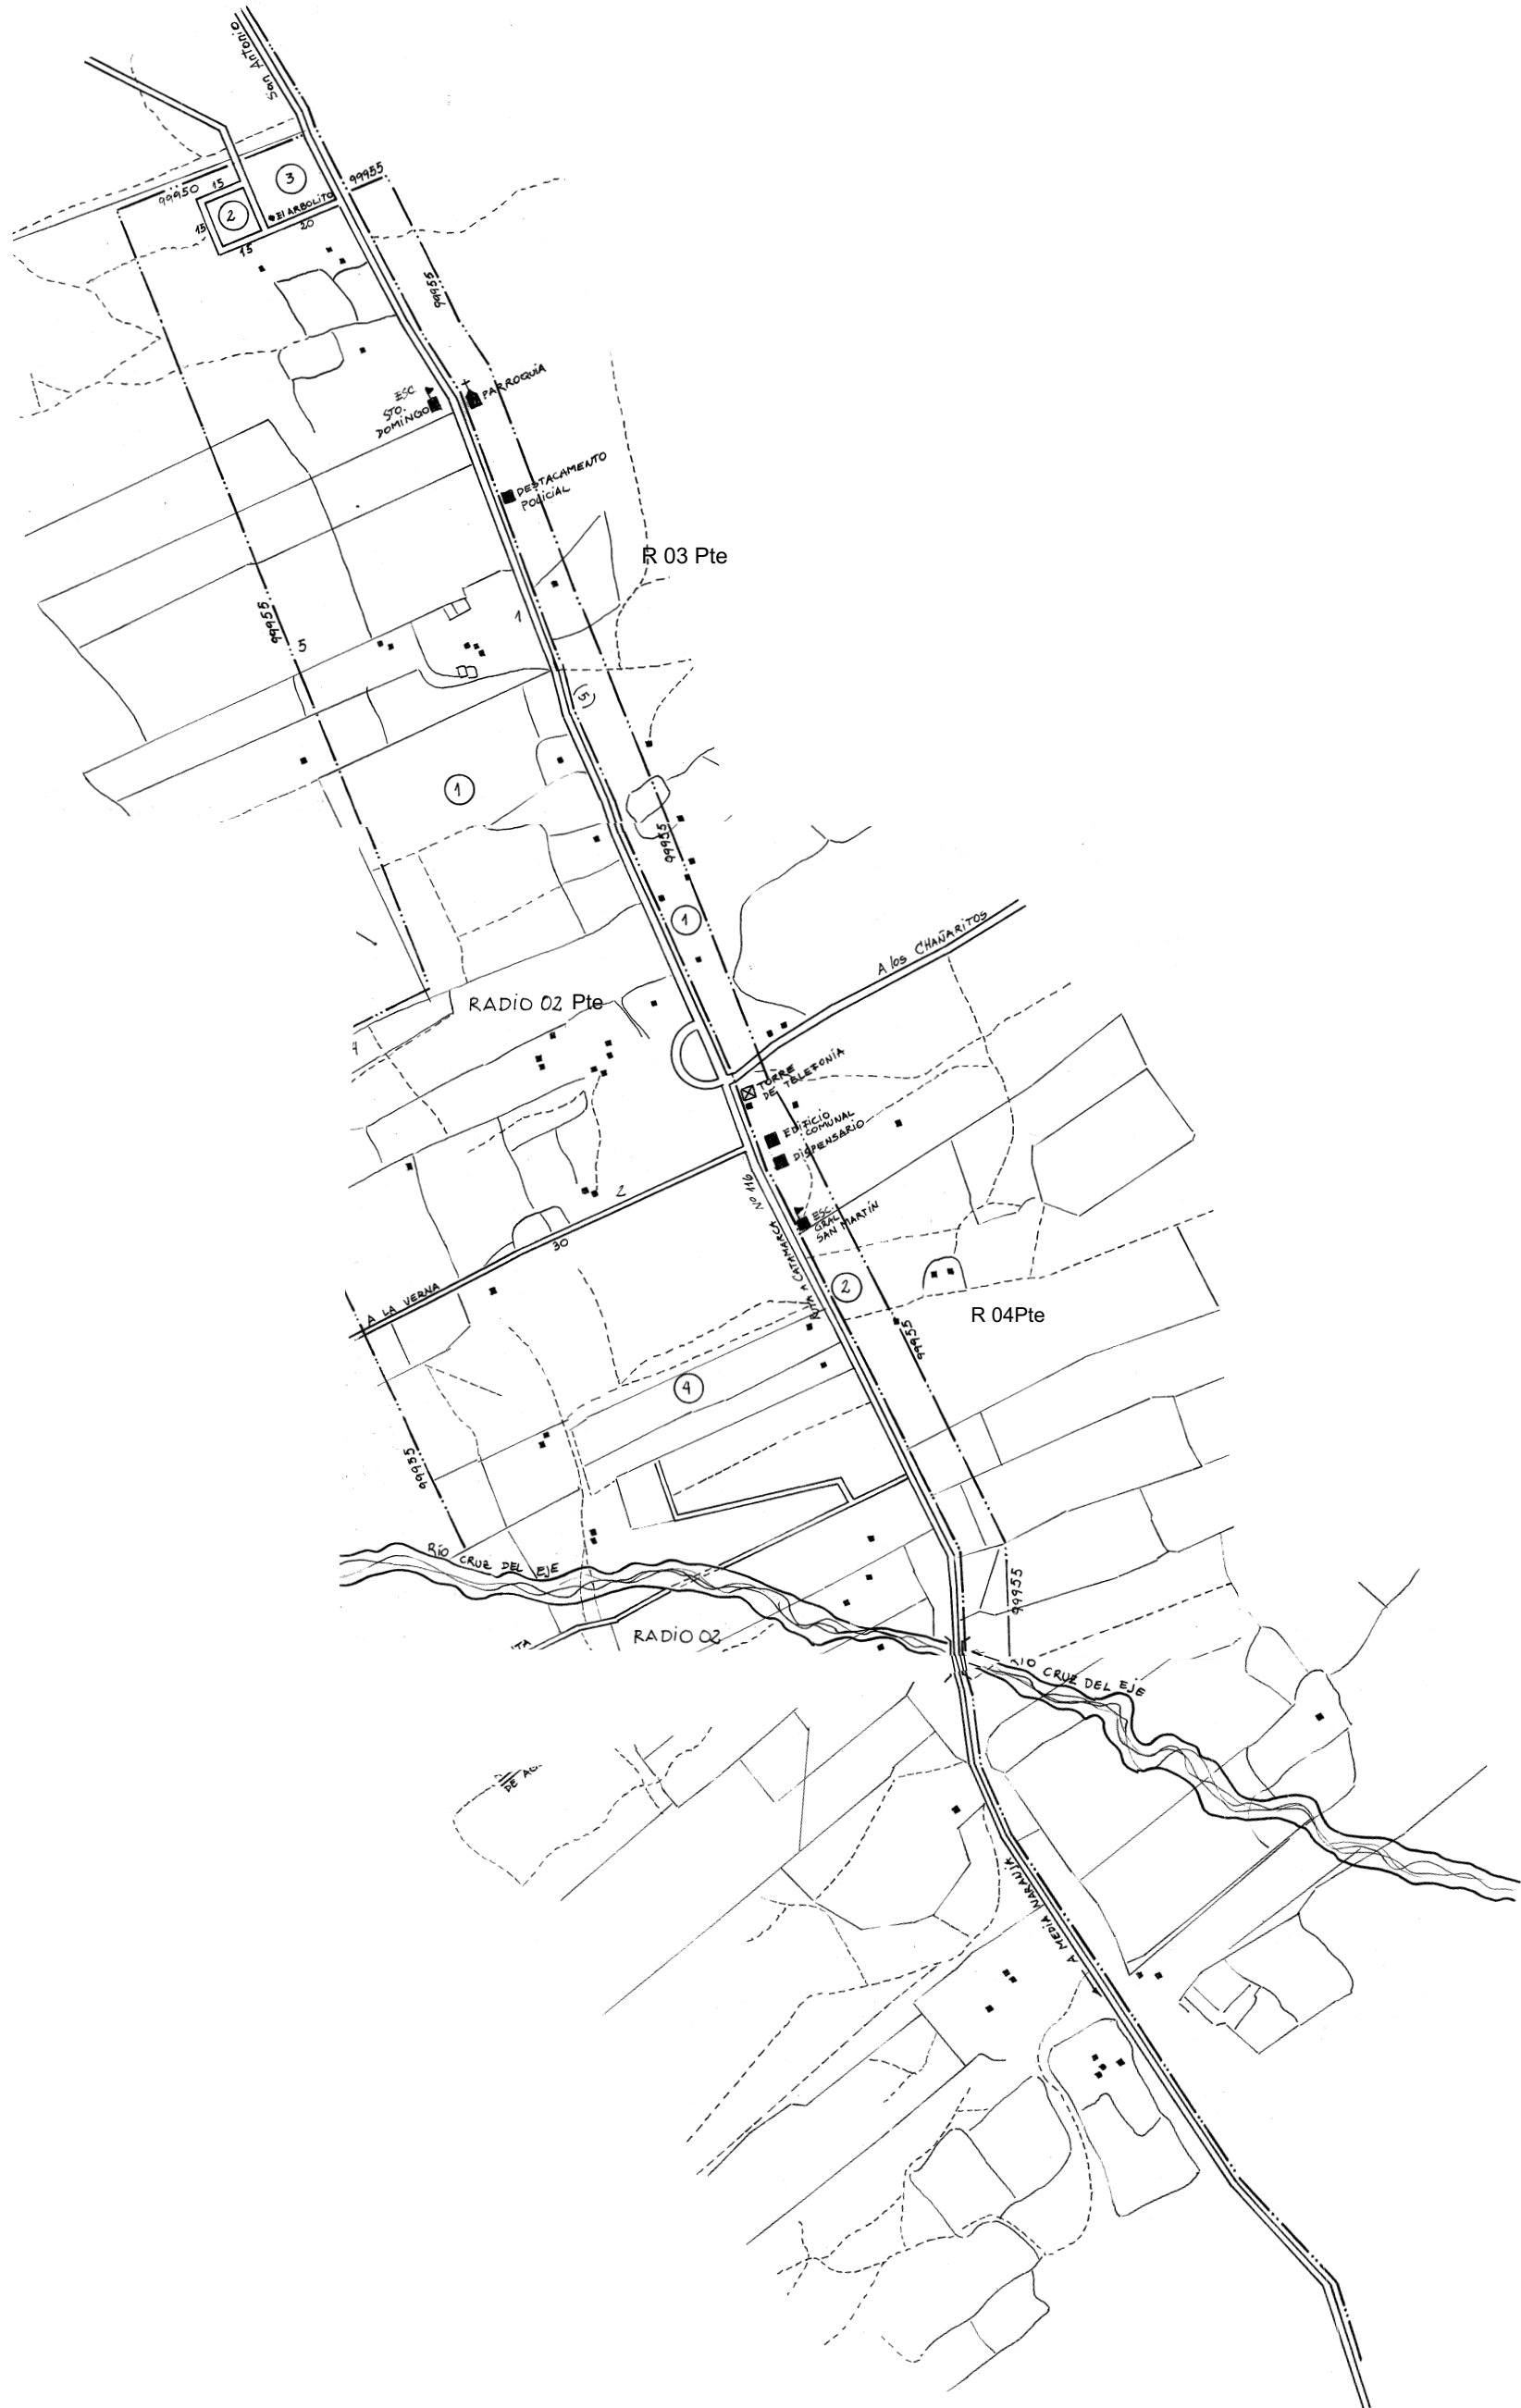 San Antonio
99950
15
3
99955
2
El ARBOLITO
15
20
15
99955
ESC.
STO.
DOMINGO
PARROQUIA
DESTACAMENTO
POLICIAL
R 03 Pte
99955
5
1
5
1
99955
1
A los CHAÑARITOS
RADIO 02 Pte
TORRE
DE TELEFONÍA
EDIFICIO
COMUNAL
DISPENSARIO
2
RUTA A CATAMARCA Nº 116
ESC.
GRAL
SAN MARTÍN
30
A LA VERNA
2
R 04Pte
99955
4
99955
RÍO CRUZ DEL EJE
99955
RADIO 02
RIO CRUZ DEL EJE
A MEDIA NARANJA